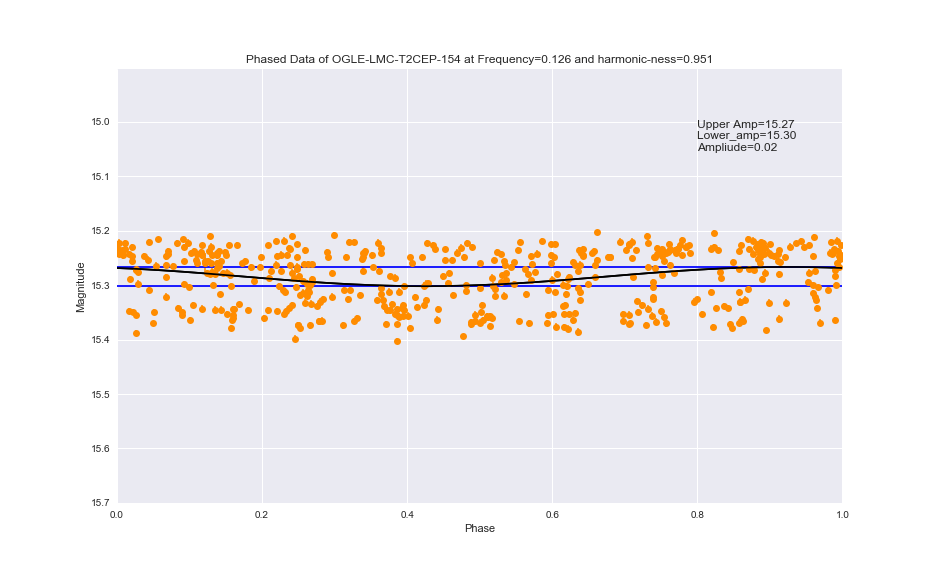 Phased Data of OGLE-LMC-T2CEP-154 at Frequency=0.126 and harmonic-ness=0.951
Upper Amp=15.27
Lower_amp=15.30
Ampliude=0.02
Magnitude
15.0
15.1
15.2
15.3
15.4
15.5
15.6
15.7
0.0 0.2 0.4 0.6 0.8 1.0
Phase